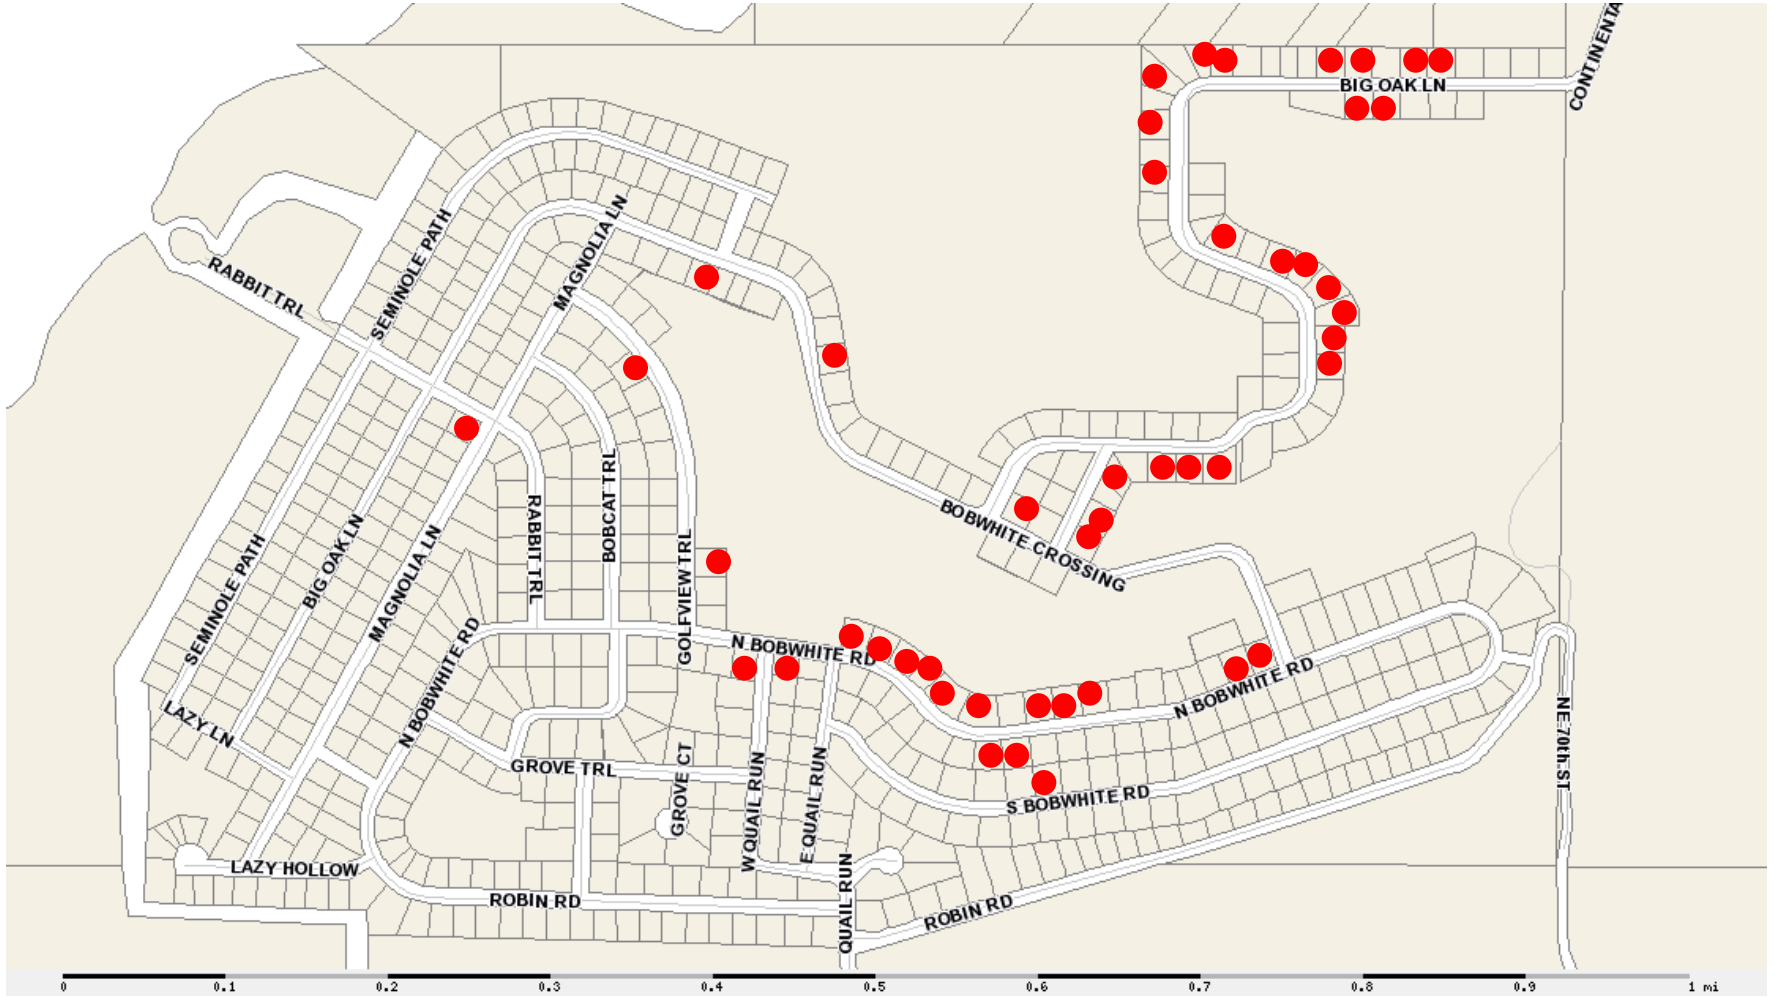 CONTINENTA
BIG OAK LN
MAGNOLIA LN
SEMINOLE PATH
RABBIT TRL
BOBCAT TRL
RABBIT TRL
BOBWHITE CROSSING
BIG OAK LN
MAGNOLIA LN
SEMINOLE PATH
GOLFVIEW TRL
N BOBWHITE RD
N BOBWHITE RD
N BOBWHITE RD
LAZY LN
NE 70th ST
GROVE TRL
GROVE CT
W QUAIL RUN
E QUAIL RUN
S BOBWHITE RD
LAZY HOLLOW
ROBIN RD
QUAIL RUN
ROBIN RD
0 0.1 0.2 0.3 0.4 0.5 0.6 0.7 0.8 0.9 1 mi